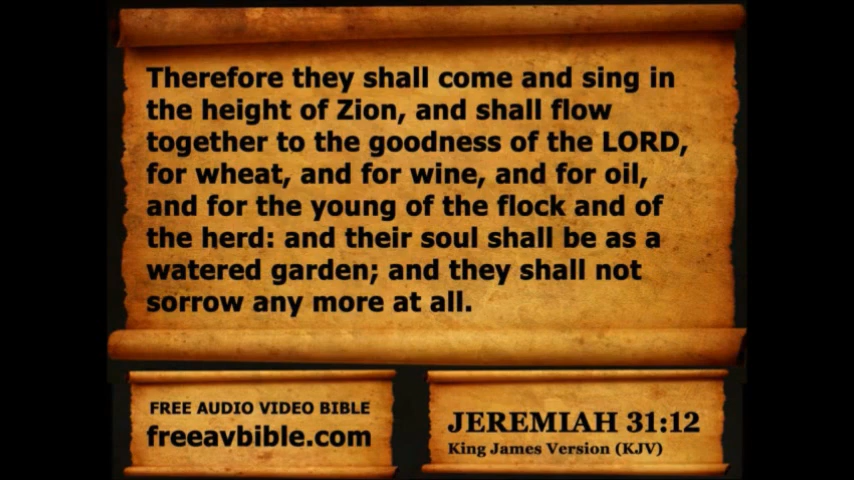 Therefore they shall come and sing in
the height of Zion, and shall flow
together to the goodness of the LORD,
for wheat, and for wine, and for oil,
and for the young of the flock and of
the herd: and their soul shall be as a
watered garden; and they shall not
sorrow any more at all.
FREE AUDIO VIDEO BIBLE
freeavbible.com
JEREMIAH 31:12
King James Version (KJV)